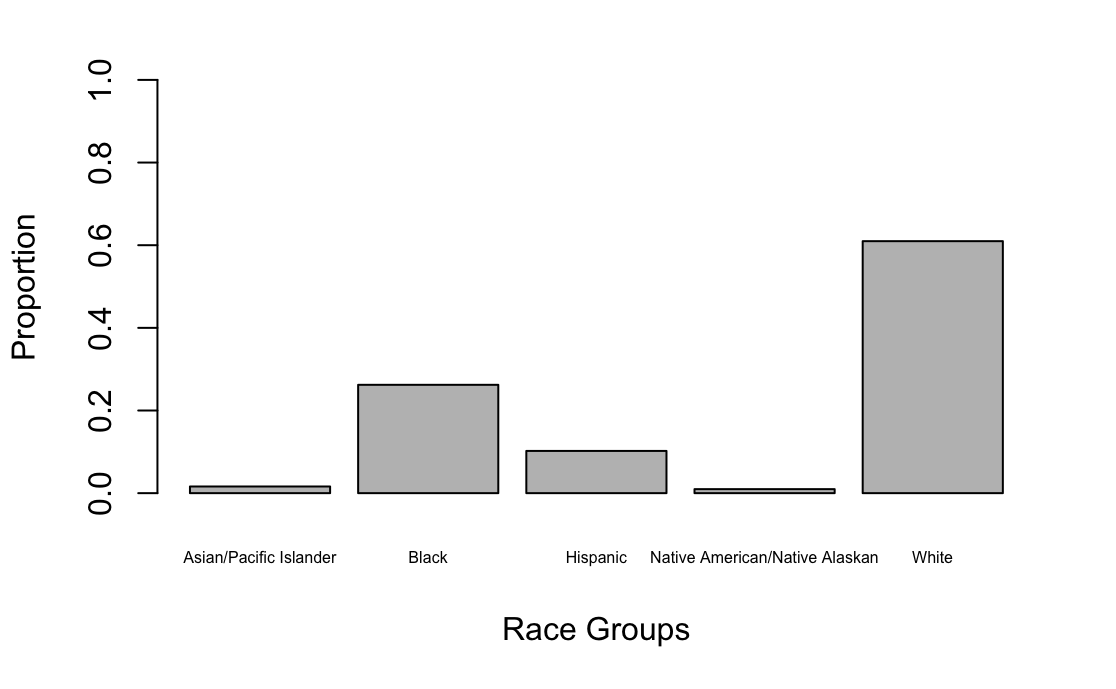 Proportion
1.0
0.8
0.6
0.4
0.2
0.0
Asian/Pacific Islander Black Hispanic Native American/Native Alaskan White
Race Groups